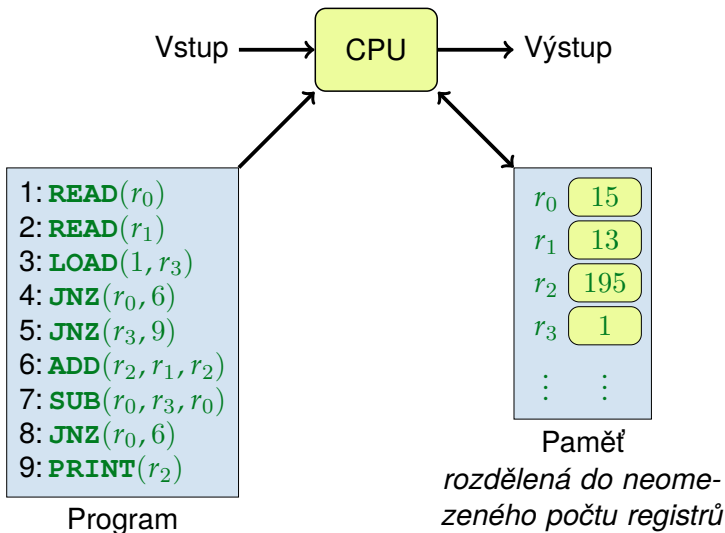 Vstup
CPU
Výstup
1: READ(r₀)
2: READ(r₁)
3: LOAD(1, r₃)
4: JNZ(r₀, 6)
5: JNZ(r₃, 9)
6: ADD(r₂, r₁, r₂)
7: SUB(r₀, r₃, r₀)
8: JNZ(r₀, 6)
9: PRINT(r₂)
Program
r₀ 15
r₁ 13
r₂ 195
r₃ 1
⋮ ⋮
Paměť
rozdělená do neome-
zeného počtu registrů